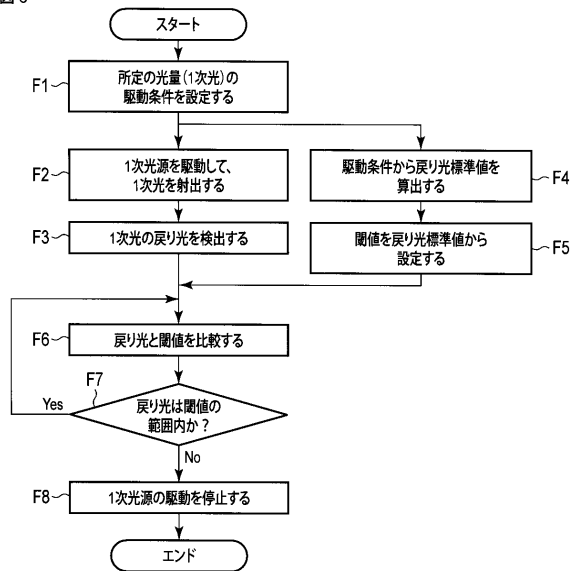 スタート
F1
所定の光量(1次光)の
駆動条件を設定する
F2
1次光源を駆動して、
1次光を射出する
駆動条件から戻り光標準値を
算出する
F4
F3
1次光の戻り光を検出する
閾値を戻り光標準値から
設定する
F5
F6
戻り光と閾値を比較する
F7
Yes
戻り光は閾値の
範囲内か?
No
F8
1次光源の駆動を停止する
エンド